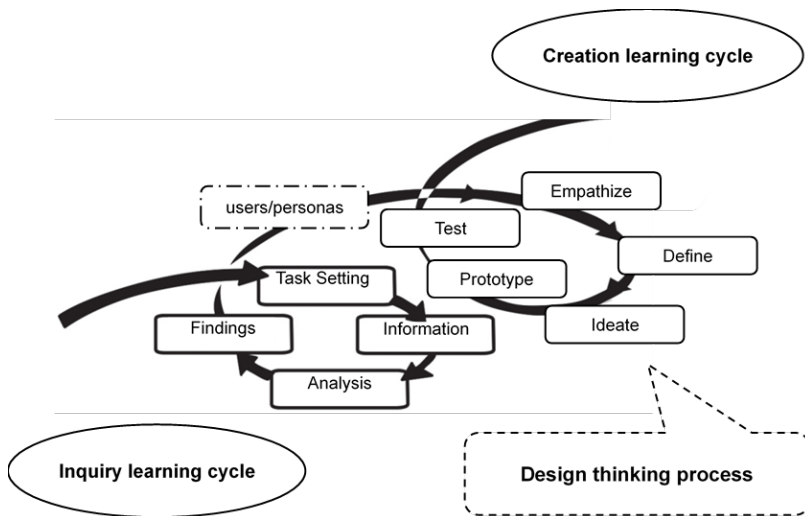 Creation learning cycle
Empathize
users/personas
Test
Define
Prototype
Task Setting
Ideate
Findings
Information
Analysis
Inquiry learning cycle
Design thinking process